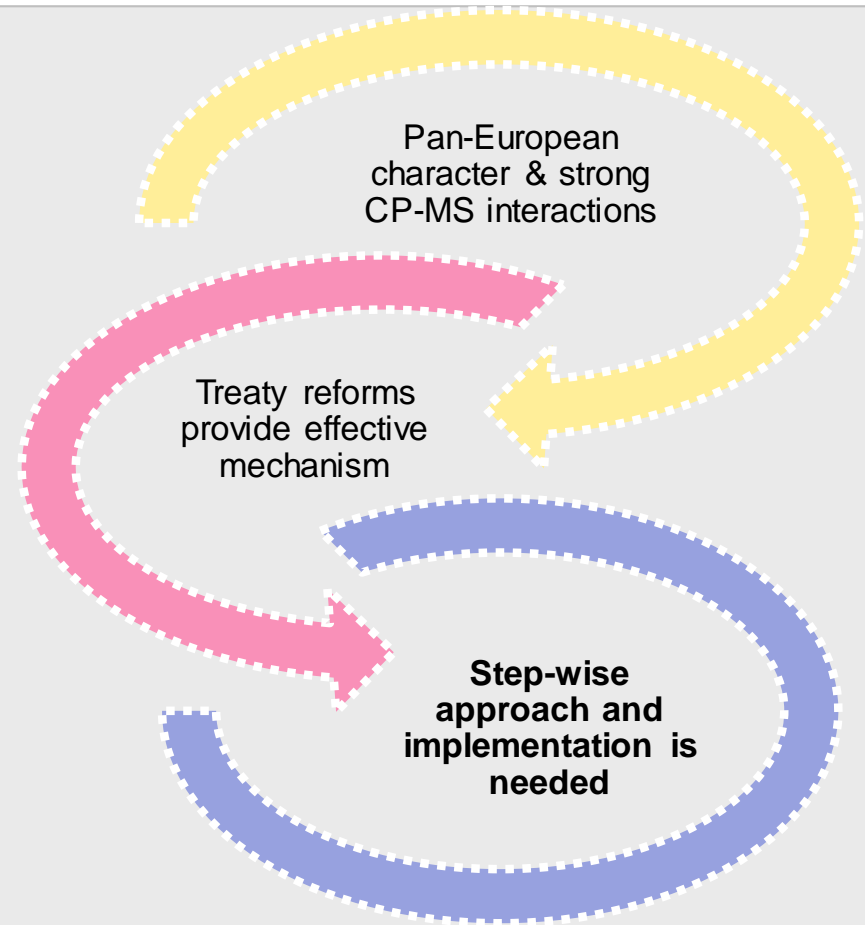 Pan-European
character & strong
CP-MS interactions
Treaty reforms
provide effective
mechanism
Step-wise
approach and
implementation is
needed